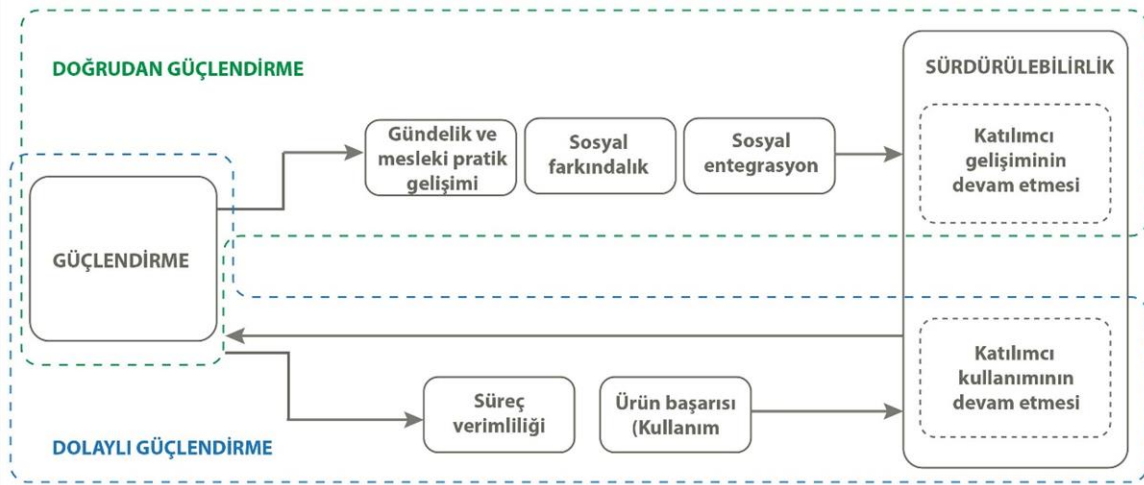 DOĞRUDAN GÜÇLENDİRME
SÜRDÜRÜLEBİLİRLİK
Gündelik ve
mesleki pratik
gelişimi
Sosyal
farkındalık
Sosyal
entegrasyon
Katılımcı
gelişiminin
devam etmesi
GÜÇLENDİRME
Katılımcı
kullanımının
devam etmesi
Süreç
verimliliği
Ürün başarısı
(Kullanım
DOLAYLI GÜÇLENDİRME